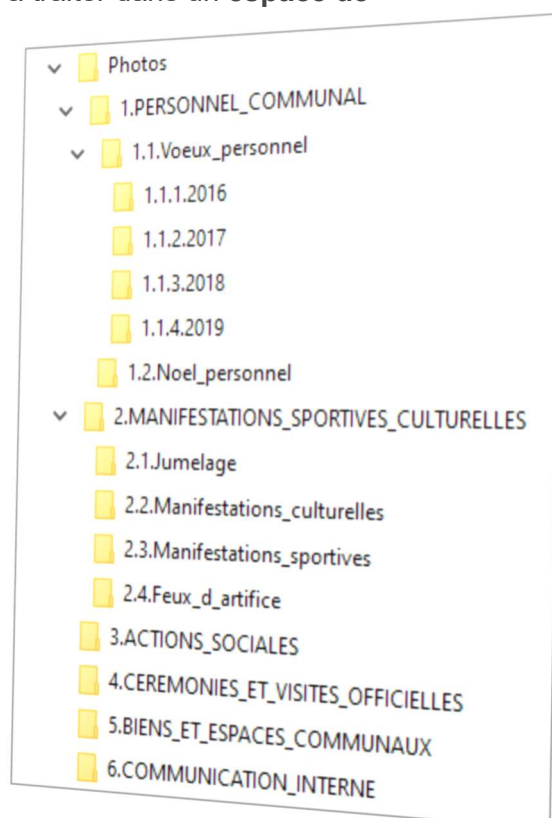 a traiter dans un espace de
Photos
1.PERSONNEL_COMMUNAL
1.1.Voeux_personnel
1.1.1.2016
1.1.2.2017
1.1.3.2018
1.1.4.2019
1.2.Noel_personnel
2.MANIFESTATIONS_SPORTIVES_CULTURELLES
2.1.Jumelage
2.2.Manifestations_culturelles
2.3.Manifestations_sportives
2.4.Feux_d_artifice
3.ACTIONS_SOCIALES
4.CEREMONIES_ET_VISITES_OFFICIELLES
5.BIENS_ET_ESPACES_COMMUNAUX
6.COMMUNICATION_INTERNE